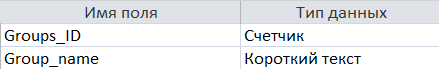 Имя поля Тип данных
Groups_ID Счетчик
Group_name Короткий текст